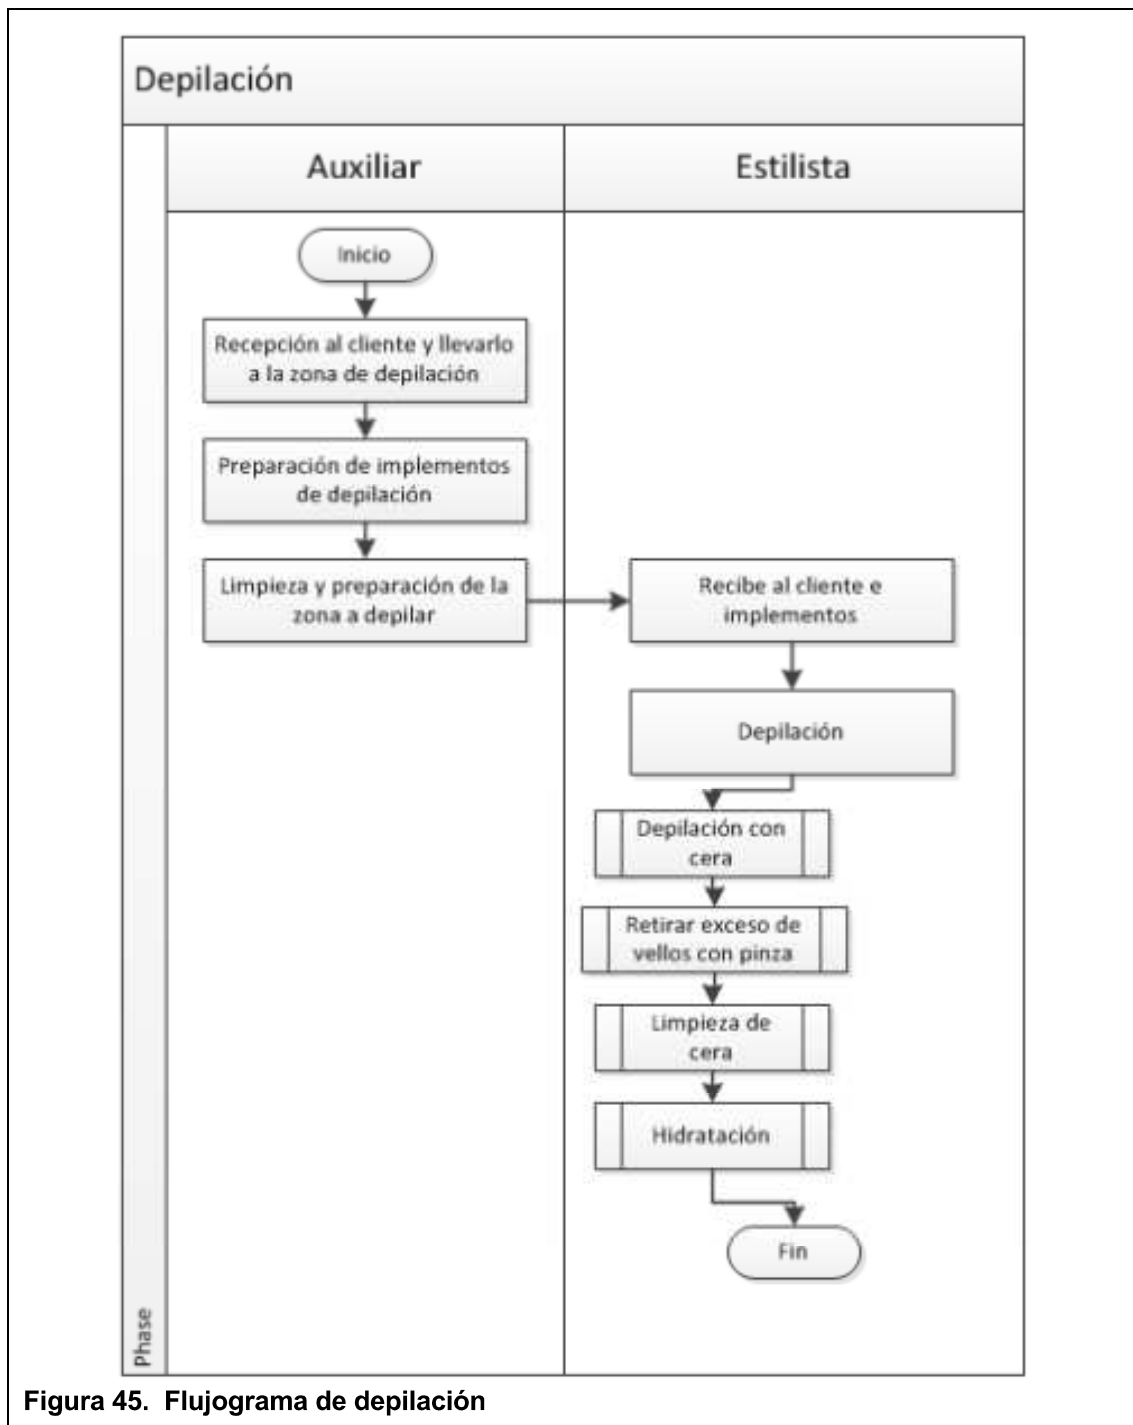 Depilación
Auxiliar
Estilista
Inicio
Recepción al cliente y llevarlo
a la zona de depilación
Preparación de implementos
de depilación
Limpieza y preparación de la
zona a depilar
Recibe al cliente e
implementos
Depilación
Depilación con
cera
Retirar exceso de
vellos con pinza
Limpieza de
cera
Hidratación
Fin
Phase
Figura 45. Flujograma de depilación